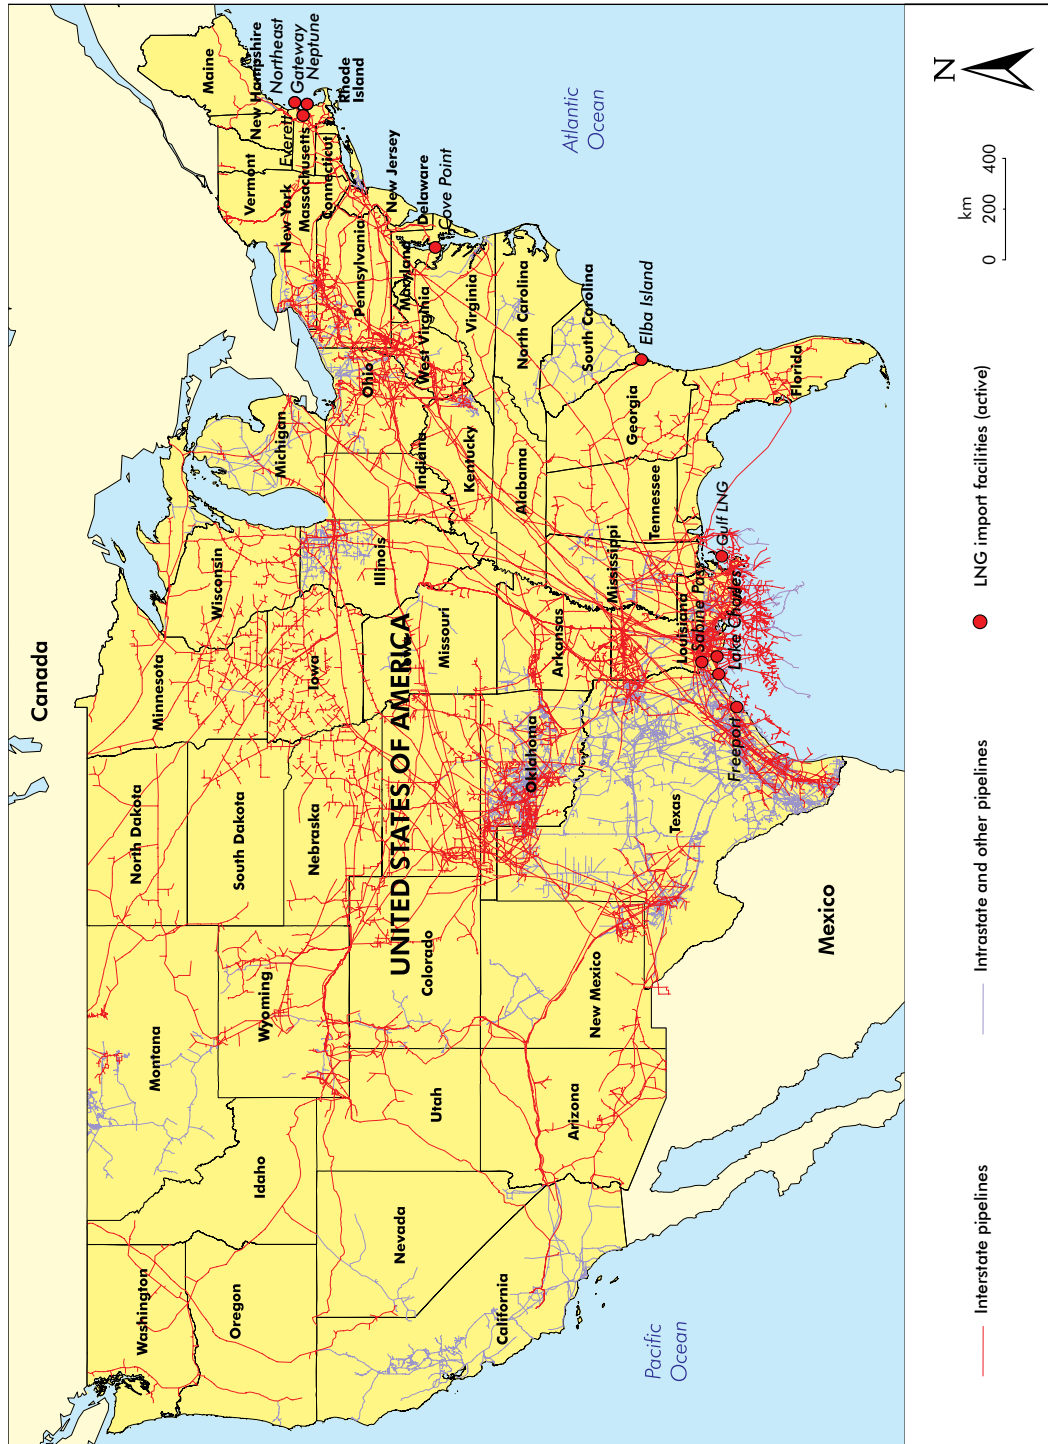 Canada
Washington
Oregon
Idaho
Montana
North Dakota
Minnesota
Wisconsin
Michigan
Maine
Vermont
New Hampshire
Northeast
Gateway
Neptune
Everett
Massachusetts
Rhode
Island
Connecticut
New York
Pennsylvania
New Jersey
Delaware
Maryland
Cove Point
Wyoming
South Dakota
Nebraska
Iowa
Illinois
Indiana
Ohio
West Virginia
Virginia
Nevada
Utah
Colorado
UNITED STATES OF AMERICA
Missouri
Kentucky
North Carolina
South Carolina
California
Arizona
New Mexico
Oklahoma
Arkansas
Alabama
Tennessee
Mississippi
Georgia
Elba Island
Texas
Louisiana
Sabine Pass
Lake Charles
Gulf LNG
Freeport
Florida
Mexico
Pacific
Ocean
Atlantic
Ocean
km
0 200 400
N
Interstate pipelines
Intrastate and other pipelines
LNG import facilities (active)